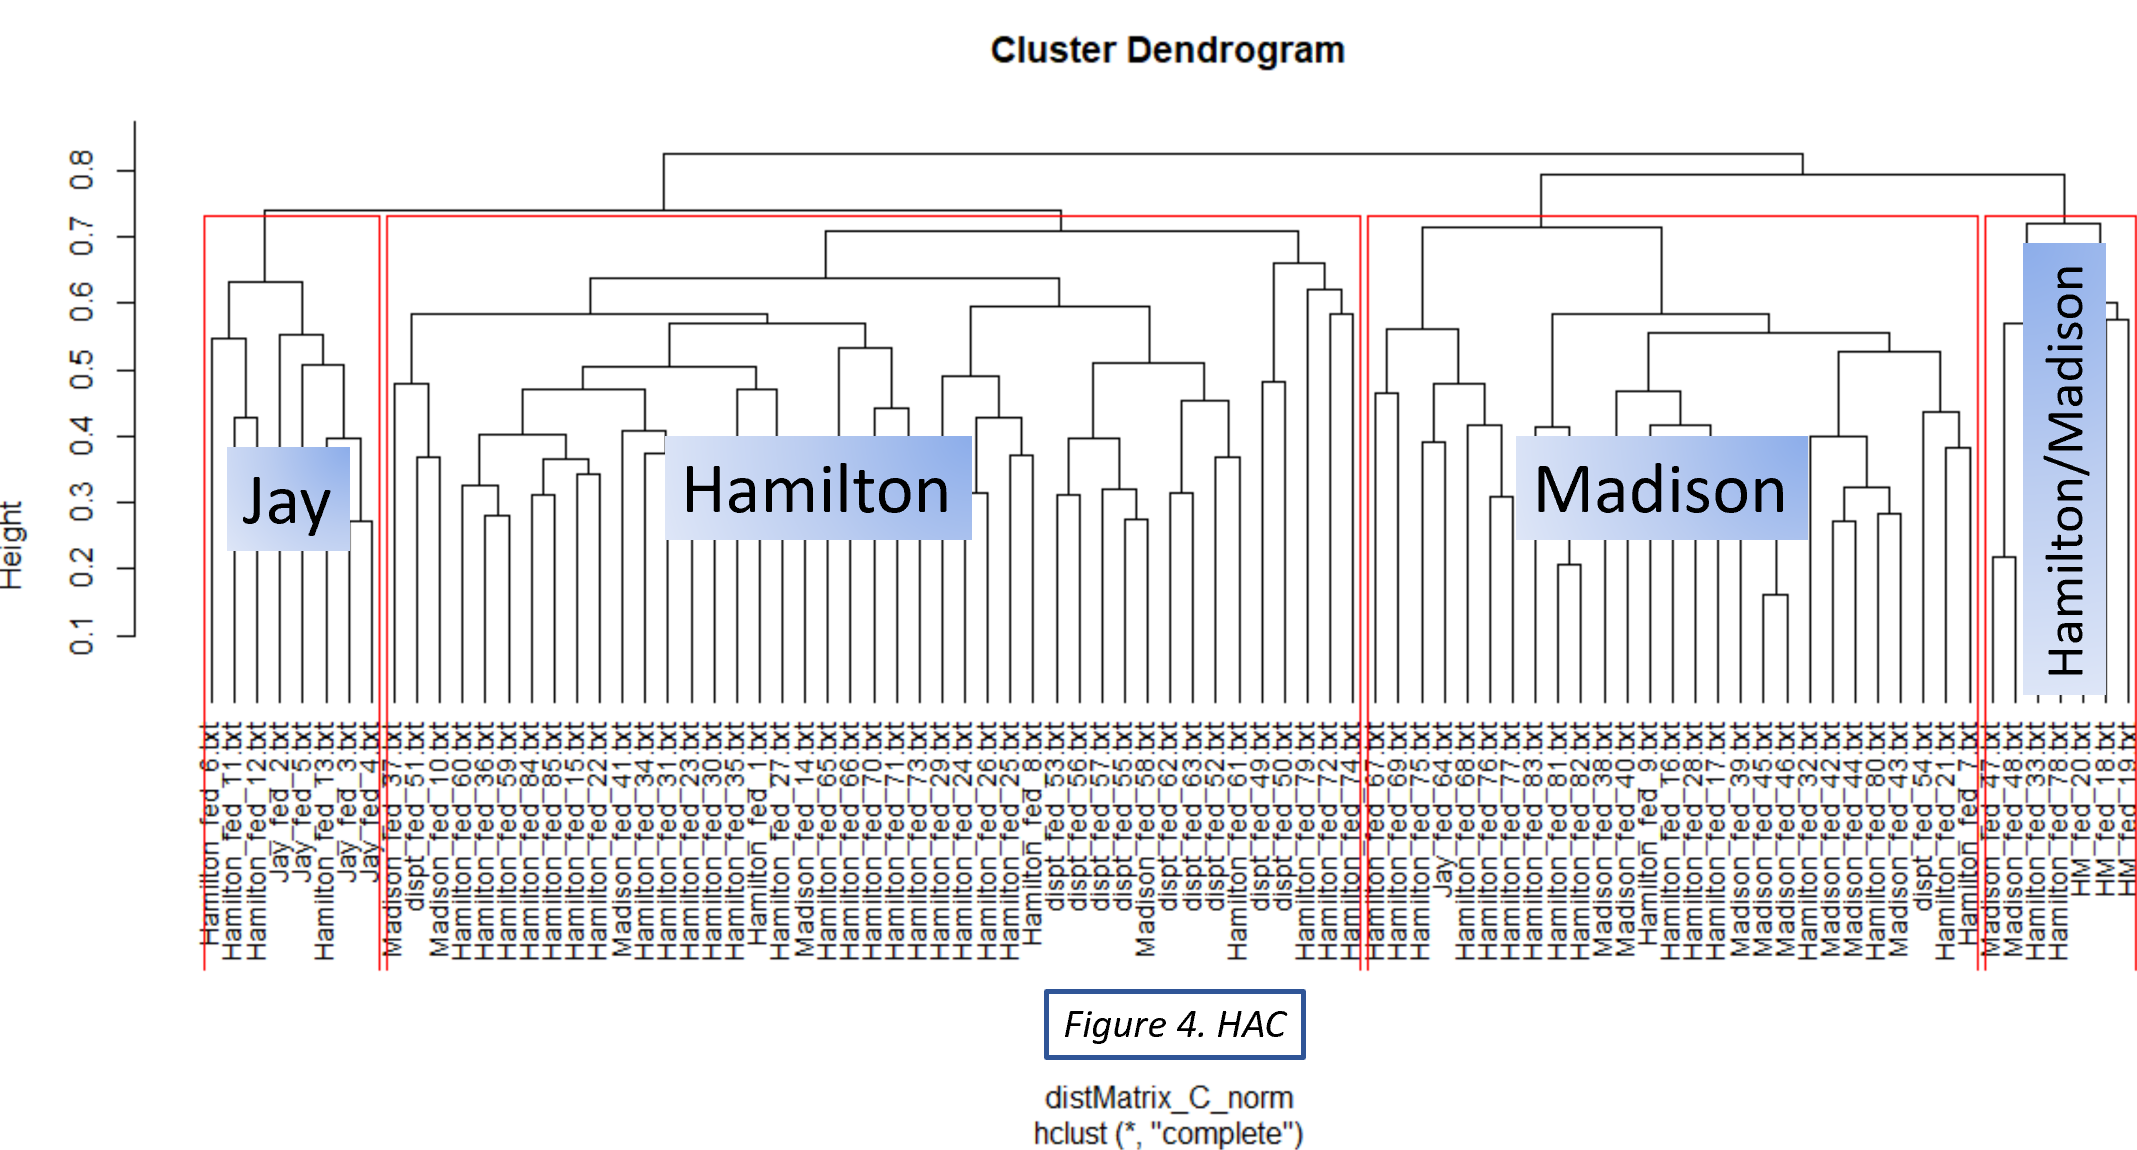 Cluster Dendrogram
Height
0.8
0.7
0.6
0.5
0.4
0.3
0.2
0.1
Jay
Hamilton
Madison
Hamilton/Madison
Hamilton_fed_6.txt
Hamilton_fed_11.txt
Hamilton_fed_12.txt
Jay_fed_2.txt
Jay_fed_5.txt
Hamilton_fed_13.txt
Jay_fed_3.txt
Jay_fed_4.txt
Madison_fed_37.txt
dispt_fed_51.txt
Madison_fed_10.txt
Hamilton_fed_60.txt
Hamilton_fed_36.txt
Hamilton_fed_59.txt
Hamilton_fed_84.txt
Hamilton_fed_85.txt
Hamilton_fed_15.txt
Hamilton_fed_22.txt
Madison_fed_41.txt
Hamilton_fed_34.txt
Hamilton_fed_31.txt
Hamilton_fed_23.txt
Hamilton_fed_30.txt
Hamilton_fed_35.txt
Hamilton_fed_1.txt
Hamilton_fed_27.txt
Madison_fed_14.txt
Hamilton_fed_65.txt
Hamilton_fed_66.txt
Hamilton_fed_70.txt
Hamilton_fed_71.txt
Hamilton_fed_73.txt
Hamilton_fed_29.txt
Hamilton_fed_24.txt
Hamilton_fed_26.txt
Hamilton_fed_25.txt
Hamilton_fed_8.txt
dispt_fed_53.txt
dispt_fed_56.txt
dispt_fed_57.txt
dispt_fed_55.txt
Madison_fed_58.txt
dispt_fed_62.txt
dispt_fed_63.txt
dispt_fed_52.txt
Hamilton_fed_61.txt
dispt_fed_49.txt
dispt_fed_50.txt
Hamilton_fed_79.txt
Hamilton_fed_72.txt
Hamilton_fed_74.txt
Hamilton_fed_67.txt
Hamilton_fed_69.txt
Hamilton_fed_75.txt
Jay_fed_64.txt
Hamilton_fed_68.txt
Hamilton_fed_76.txt
Hamilton_fed_77.txt
Hamilton_fed_83.txt
Hamilton_fed_81.txt
Hamilton_fed_82.txt
Madison_fed_38.txt
Madison_fed_40.txt
Hamilton_fed_9.txt
Hamilton_fed_16.txt
Hamilton_fed_28.txt
Hamilton_fed_17.txt
Madison_fed_39.txt
Madison_fed_45.txt
Madison_fed_46.txt
Hamilton_fed_32.txt
Madison_fed_42.txt
Madison_fed_44.txt
Hamilton_fed_80.txt
Madison_fed_43.txt
dispt_fed_54.txt
Hamilton_fed_21.txt
Hamilton_fed_7.txt
Madison_fed_47.txt
Madison_fed_48.txt
Hamilton_fed_33.txt
Hamilton_fed_78.txt
HM_fed_20.txt
HM_fed_18.txt
HM_fed_19.txt
Figure 4. HAC
distMatrix_C_norm
hclust (*, "complete")